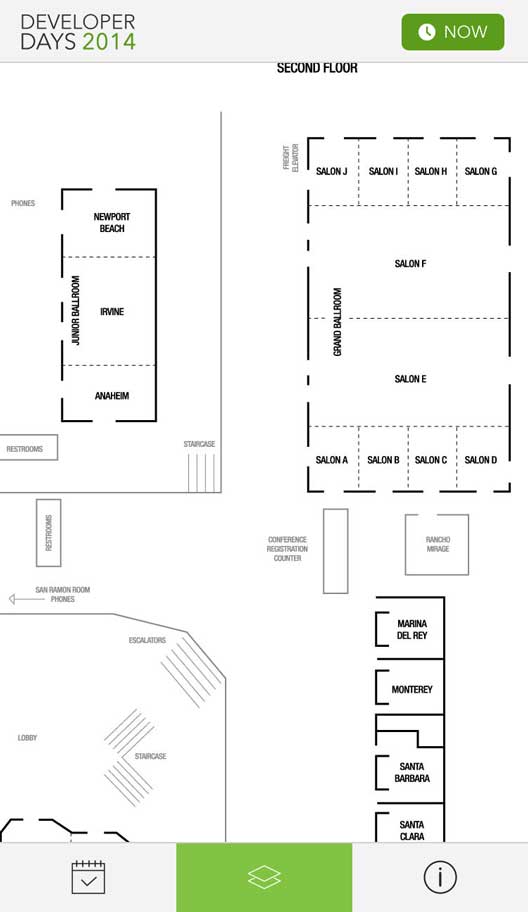 DEVELOPER
DAYS 2014
NOW
SECOND FLOOR
FREIGHT
ELEVATOR
SALON J
SALON I
SALON H
SALON G
PHONES
NEWPORT
BEACH
SALON F
JUNIOR BALLROOM
IRVINE
GRAND BALLROOM
SALON E
ANAHEIM
RESTROOMS
STAIRCASE
SALON A
SALON B
SALON C
SALON D
RESTROOMS
CONFERENCE
REGISTRATION
COUNTER
RANCHO
MIRAGE
SAN RAMON ROOM
PHONES
MARINA
DEL REY
ESCALATORS
MONTEREY
LOBBY
STAIRCASE
SANTA
BARBARA
SANTA
CLARA